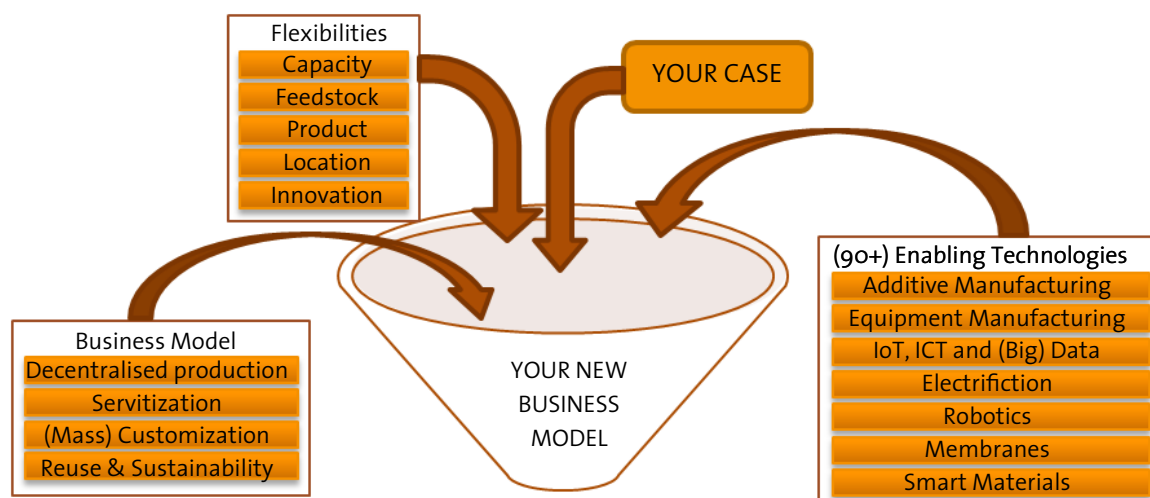 Flexibilities
Capacity
Feedstock
Product
Location
Innovation
YOUR CASE
(90+) Enabling Technologies
Additive Manufacturing
Equipment Manufacturing
IoT, ICT and (Big) Data
Electrifiction
Robotics
Membranes
Smart Materials
Business Model
Decentralised production
Servitization
(Mass) Customization
Reuse & Sustainability
YOUR NEW
BUSINESS
MODEL